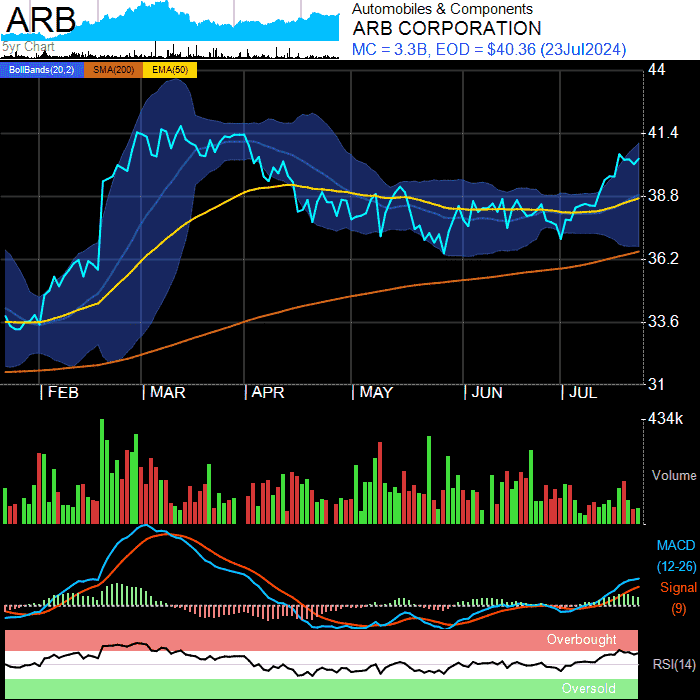 ARB
5yr Chart
Automobiles & Components
ARB CORPORATION
MC = 3.3B, EOD = $40.36 (23Jul2024)
BollBands(20,2) SMA(200) EMA(50)
44
41.4
38.8
36.2
33.6
31
FEB MAR APR MAY JUN JUL
434k
Volume
MACD
(12-26)
Signal
(9)
Overbought
RSI(14)
Oversold